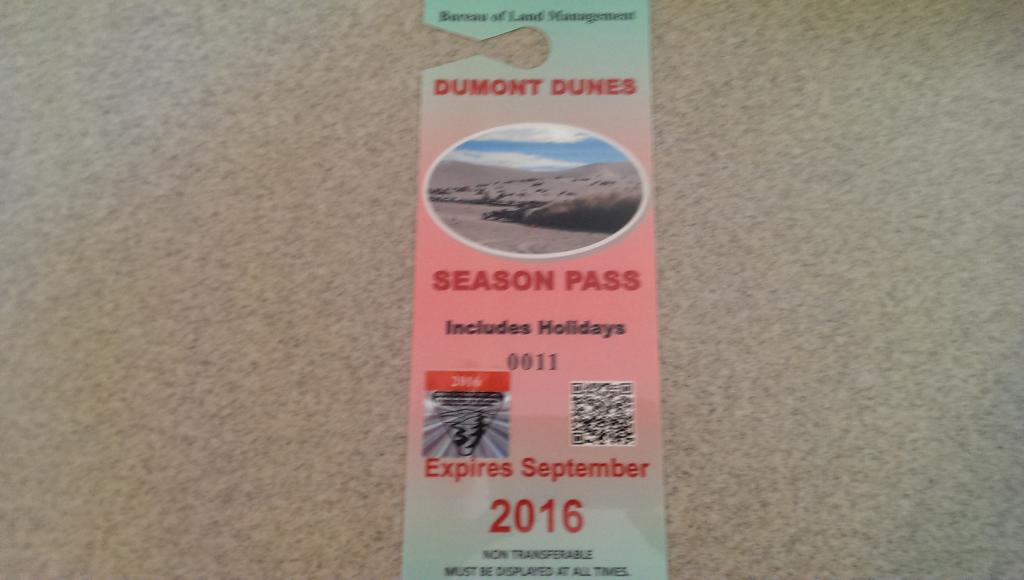 Bureau of Land Management
DUMONT DUNES
SEASON PASS
Includes Holidays
0011
2016
Expires September
2016
NON TRANSFERABLE
MUST BE DISPLAYED AT ALL TIMES.